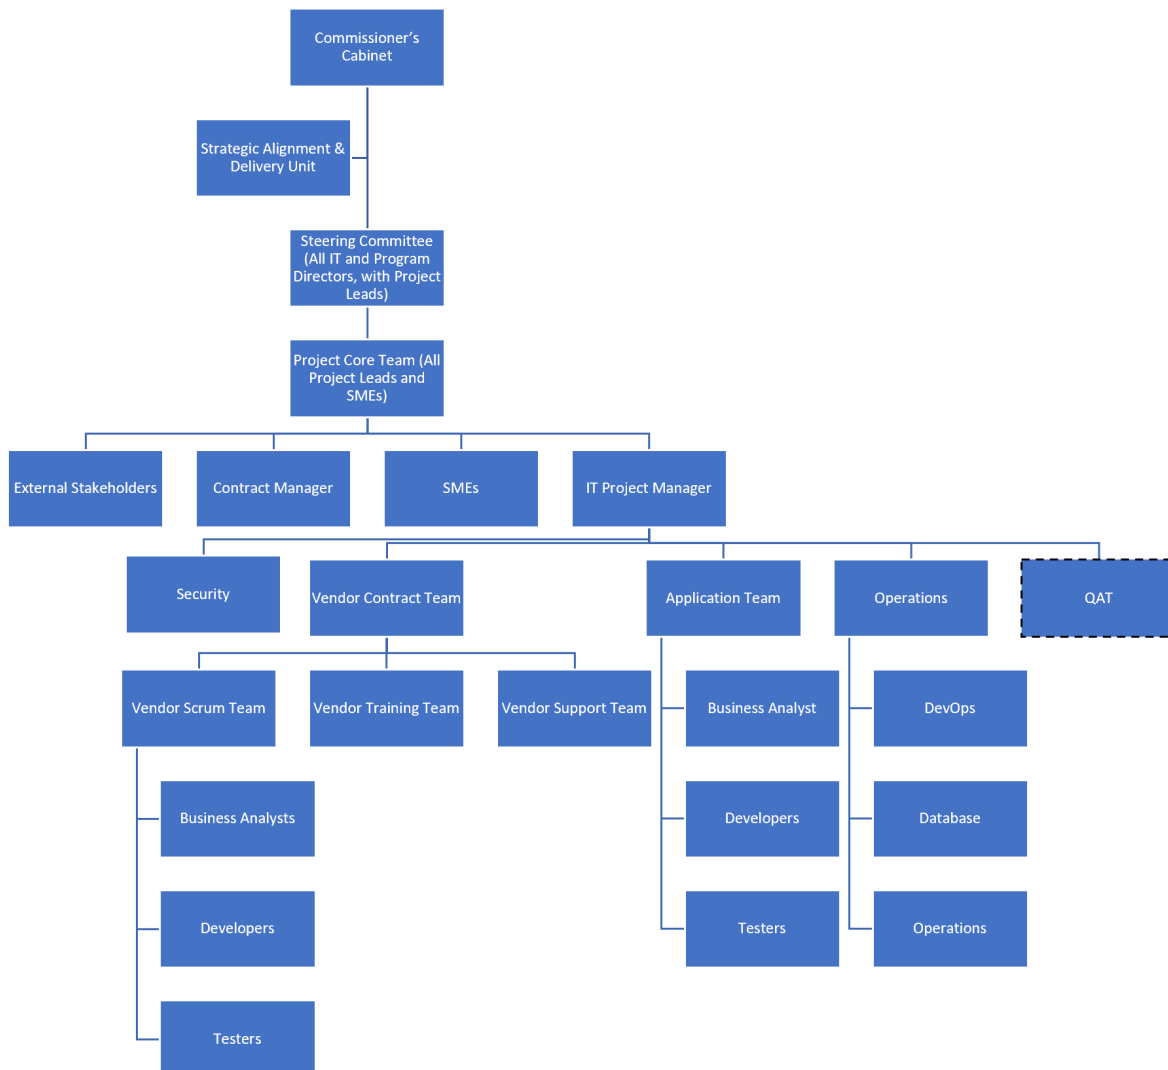 Commissioner’s
Cabinet
Strategic Alignment &
Delivery Unit
Steering Committee
(All IT and Program
Directors, with Project
Leads)
Project Core Team (All
Project Leads and
SMEs)
External Stakeholders
Contract Manager
SMEs
IT Project Manager
Security
Vendor Contract Team
Application Team
Operations
QAT
Vendor Scrum Team
Vendor Training Team
Vendor Support Team
Business Analyst
DevOps
Business Analysts
Developers
Database
Developers
Testers
Operations
Testers